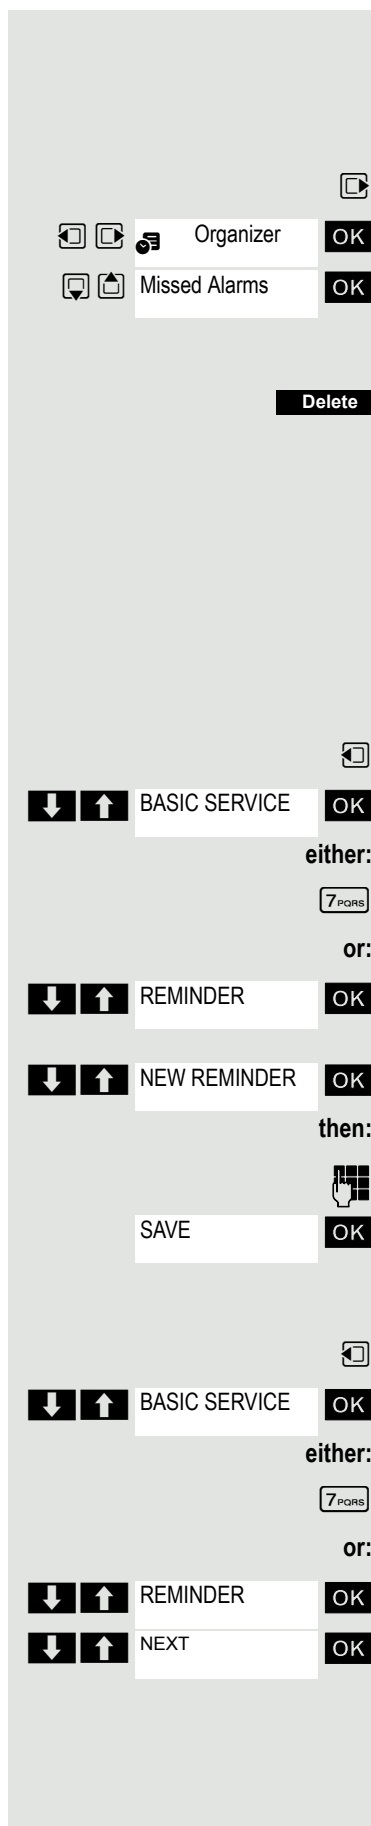 Organizer OK
Missed Alarms OK
Delete
BASIC SERVICE OK
either:
7PQRS
or:
REMINDER OK
NEW REMINDER OK
then:
SAVE OK
BASIC SERVICE OK
either:
7PQRS
or:
REMINDER OK
NEXT OK